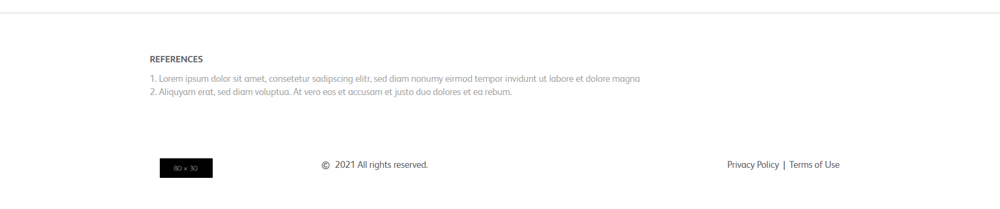 REFERENCES
1. Lorem ipsum dolor sit amet, consetetur sadipscing elitr, sed diam nonumy eirmod tempor invidunt ut labore et dolore magna
2. Aliquyam erat, sed diam voluptua. At vero eos et accusam et justo duo dolores et ea rebum.
80 × 30
© 2021 All rights reserved.
Privacy Policy | Terms of Use